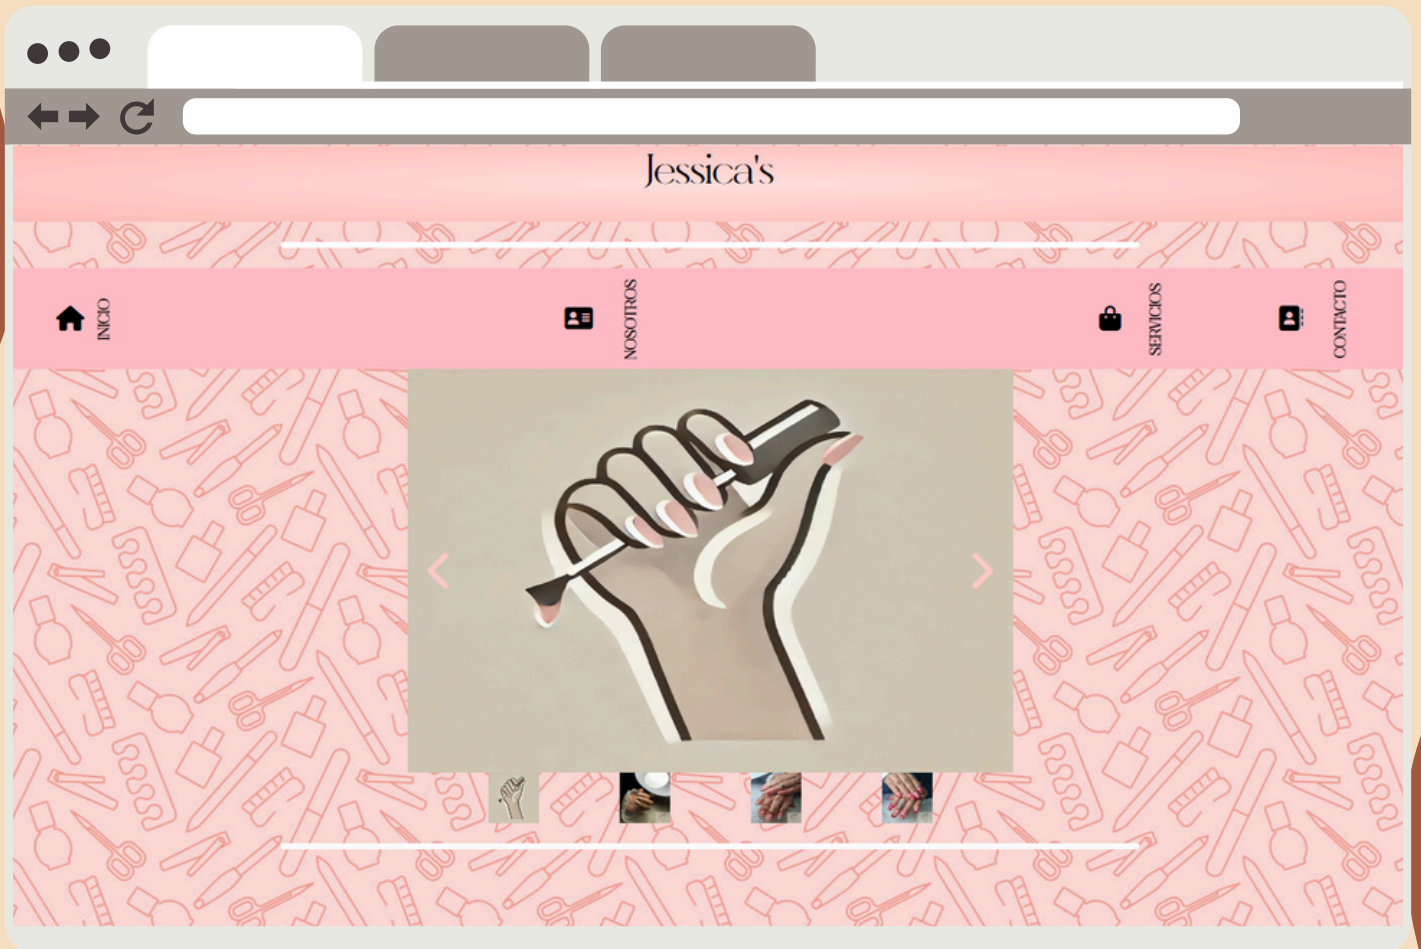 Jessica's
INICIO
NOSOTROS
SERVICIOS
CONTACTO